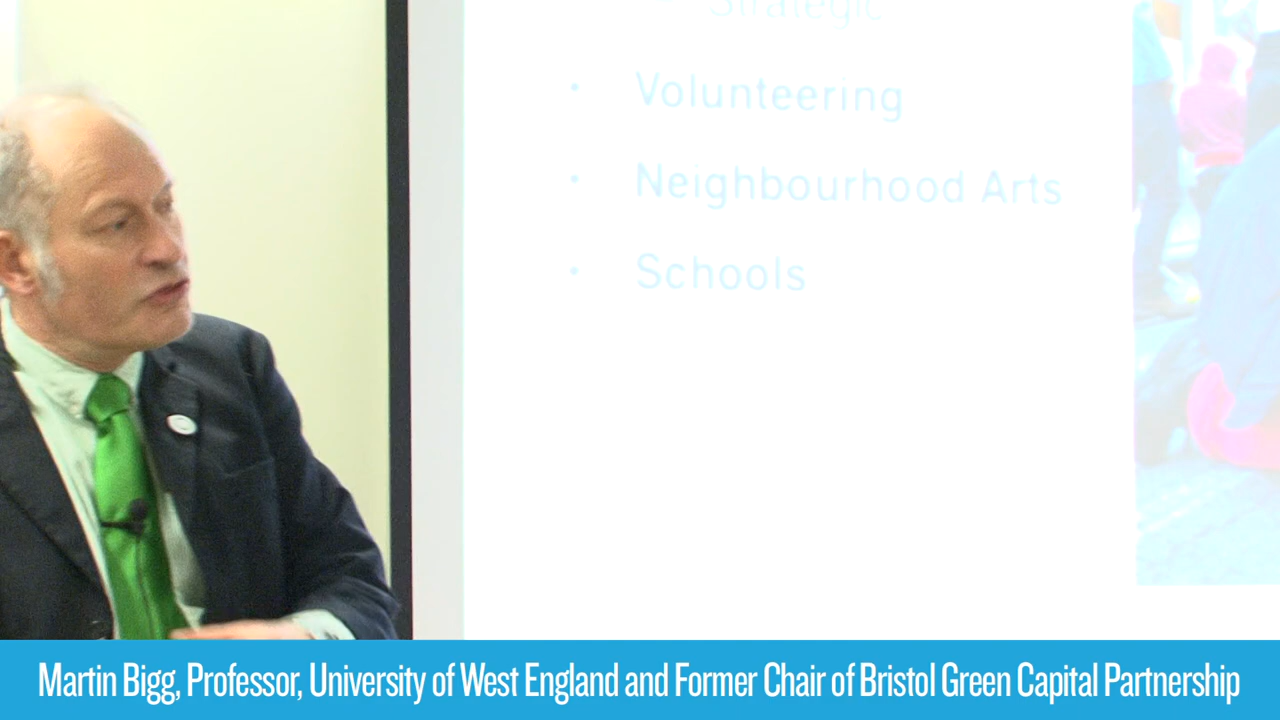 Strategic
• Volunteering
• Neighbourhood Arts
• Schools
Martin Bigg, Professor, University of West England and Former Chair of Bristol Green Capital Partnership